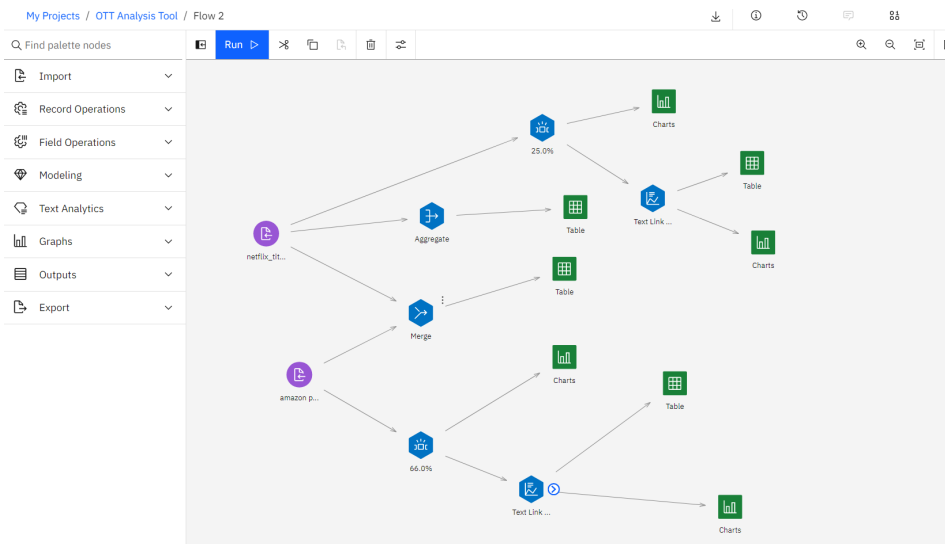 My Projects / OTT Analysis Tool / Flow 2
Find palette nodes
Run
Import
Record Operations
Field Operations
Modeling
Text Analytics
Graphs
Outputs
Export
Charts
25.0%
Table
Text Link ...
Table
Aggregate
netflix_tit...
Charts
Table
Merge
Charts
amazon p...
Table
66.0%
Text Link ...
Charts